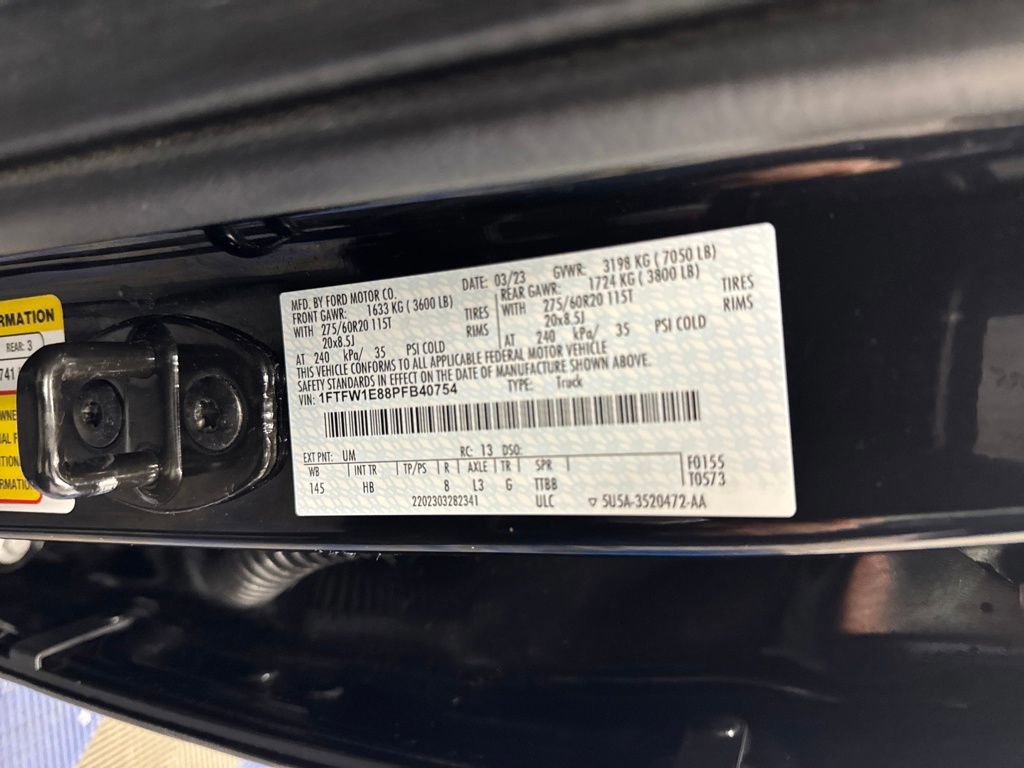 RMATION
REAR: 3
741
MFD. BY FORD MOTOR CO. DATE: 03/23 GVWR: 3198 KG ( 7050 LB)
FRONT GAWR: 1633 KG ( 3600 LB) REAR GAWR: 1724 KG ( 3800 LB)
WITH 275/60R20 115T TIRES WITH 275/60R20 115T TIRES
20x8.5J RIMS 20x8.5J RIMS
AT 240 kPa/ 35 PSI COLD AT 240 kPa/ 35 PSI COLD
THIS VEHICLE CONFORMS TO ALL APPLICABLE FEDERAL MOTOR VEHICLE
SAFETY STANDARDS IN EFFECT ON THE DATE OF MANUFACTURE SHOWN ABOVE.
VIN: 1FTFW1E88PFB40754 TYPE: Truck
EXT PNT: UM RC: 13 DSO:
WB INT TR TP/PS R AXLE TR SPR F0155
145 HB 8 L3 G TTBB T0573
2202303282341 ULC 5U5A-3520472-AA